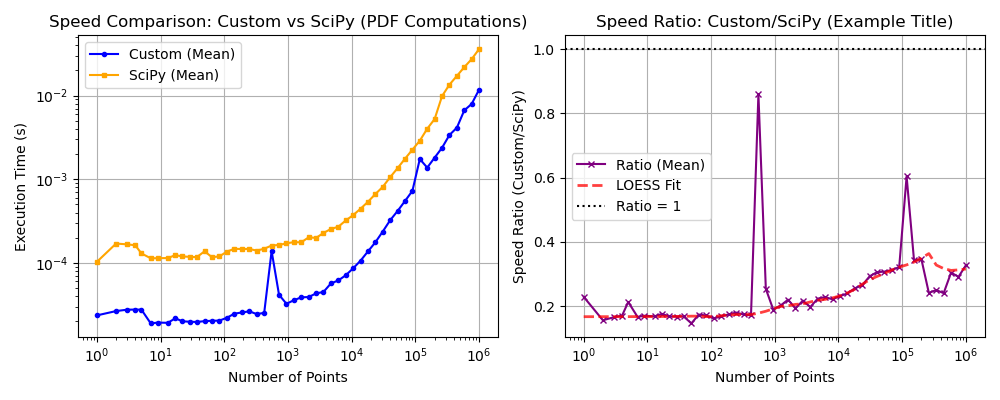 Speed Comparison: Custom vs SciPy (PDF Computations)
Execution Time (s)
10⁻²
10⁻³
10⁻⁴
Custom (Mean)
SciPy (Mean)
10⁰ 10¹ 10² 10³ 10⁴ 10⁵ 10⁶
Number of Points
Speed Ratio: Custom/SciPy (Example Title)
Speed Ratio (Custom/SciPy)
1.0
0.8
0.6
0.4
0.2
Ratio (Mean)
LOESS Fit
Ratio = 1
10⁰ 10¹ 10² 10³ 10⁴ 10⁵ 10⁶
Number of Points